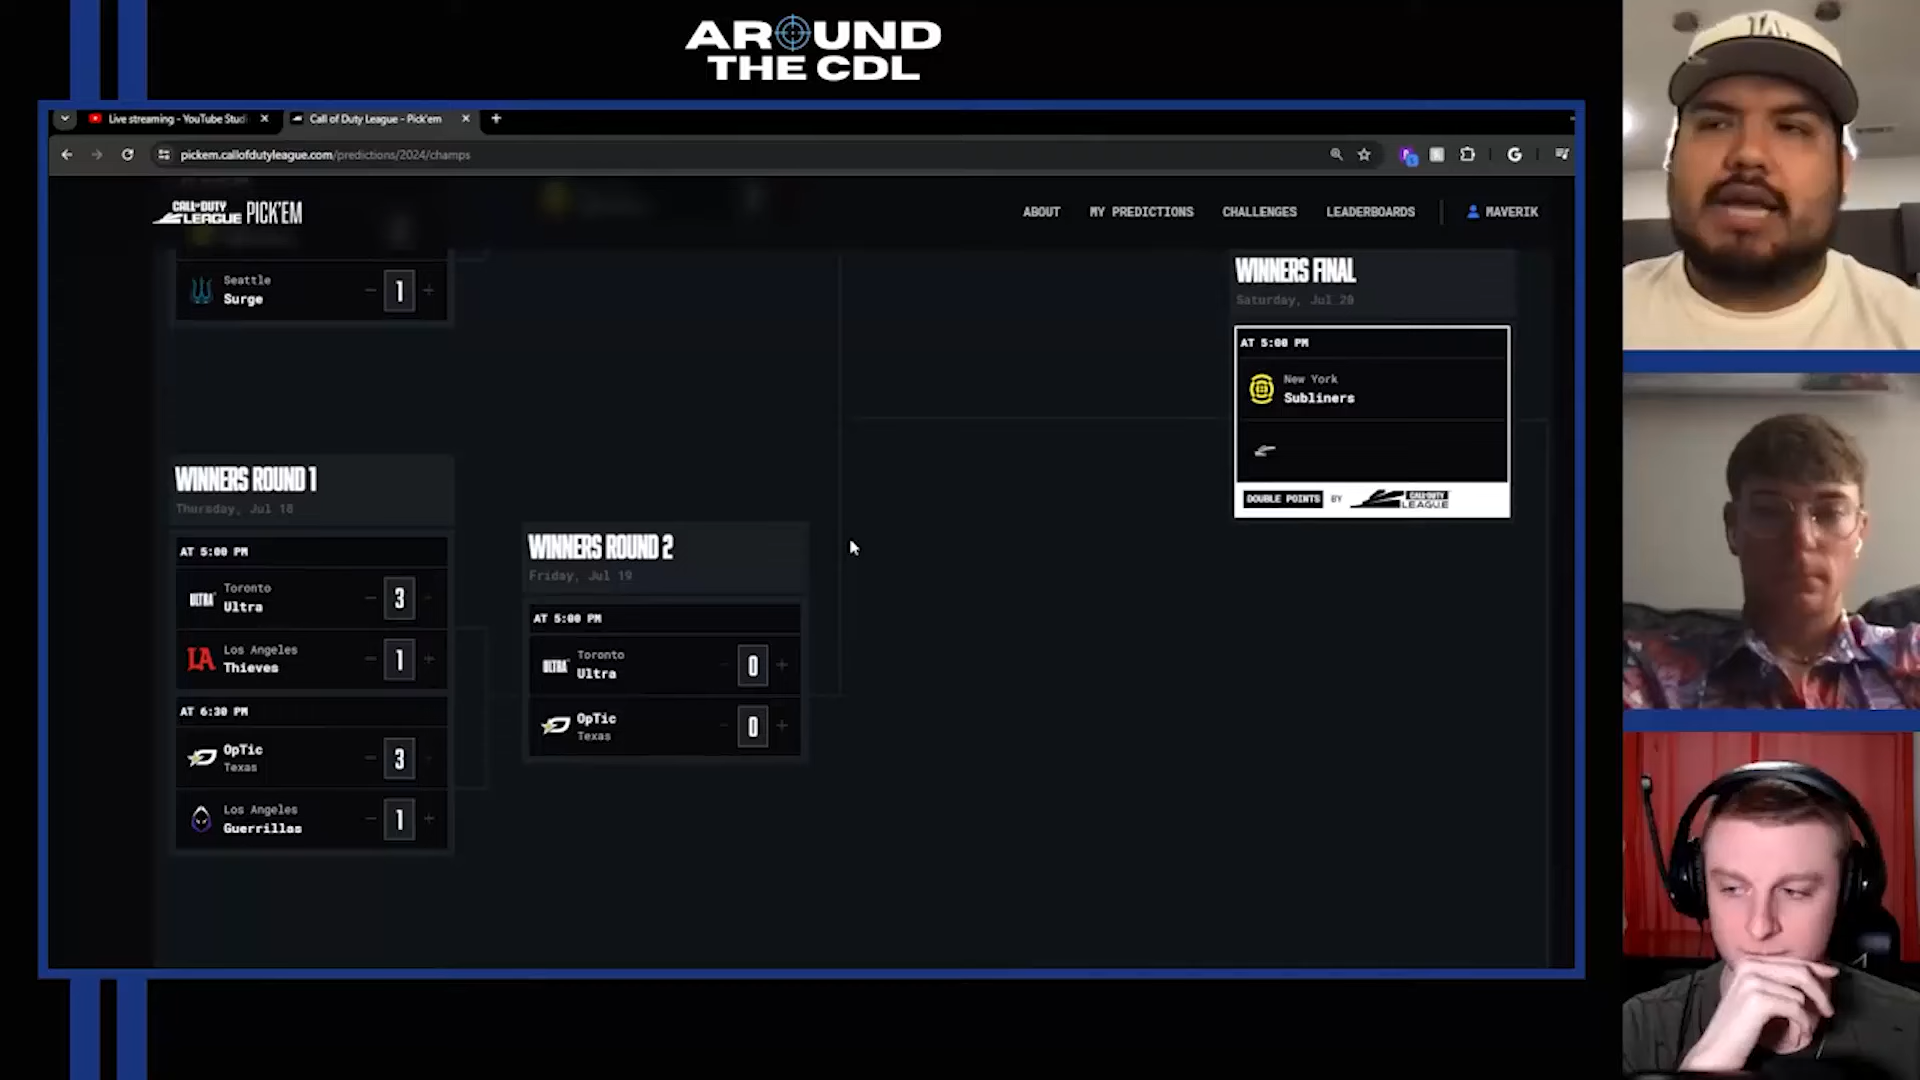 AROUND
THE CDL
Live streaming - YouTube Studi
Call of Duty League - Pick'em
pickem.callofdutyleague.com/predictions/2024/champs
G
CALL OF DUTY
LEAGUE PICK'EM
ABOUT
MY PREDICTIONS
CHALLENGES
LEADERBOARDS
MAVERIK
Seattle
Surge
- 1 +
WINNERS FINAL
Saturday, Jul 20
AT 5:00 PM
New York
Subliners
DOUBLE POINTS BY CALL OF DUTY LEAGUE
WINNERS ROUND 1
Thursday, Jul 18
AT 5:00 PM
ULTRA
Toronto
Ultra
- 3
LA
Los Angeles
Thieves
- 1 +
AT 6:30 PM
OpTic
Texas
- 3
Los Angeles
Guerrillas
- 1 +
WINNERS ROUND 2
Friday, Jul 19
AT 5:00 PM
ULTRA
Toronto
Ultra
- 0 +
OpTic
Texas
- 0 +
LA